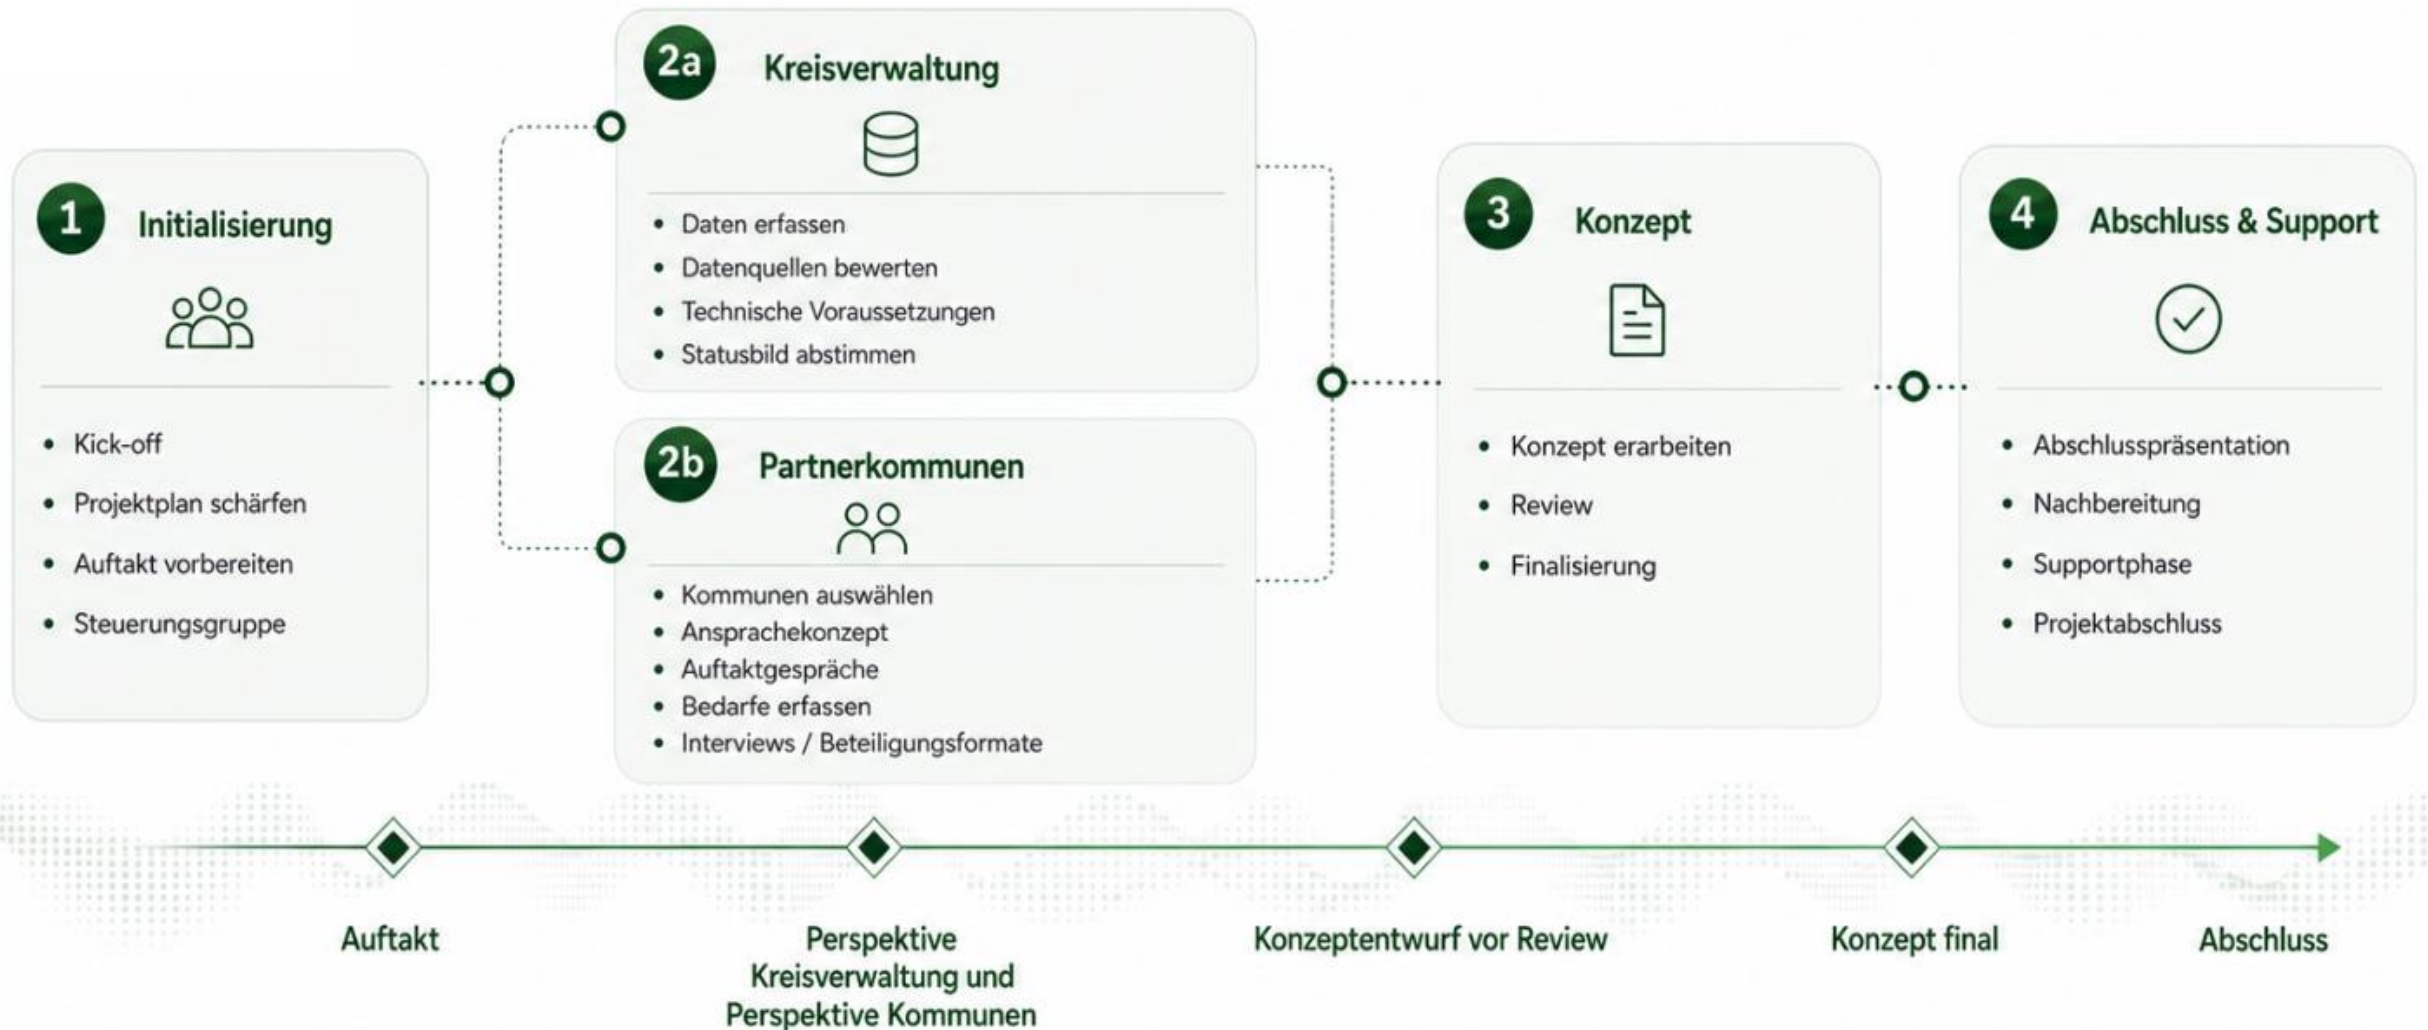 1 Initialisierung
• Kick-off
• Projektplan schärfen
• Auftakt vorbereiten
• Steuerungsgruppe
2a Kreisverwaltung
• Daten erfassen
• Datenquellen bewerten
• Technische Voraussetzungen
• Statusbild abstimmen
2b Partnerkommunen
• Kommunen auswählen
• Ansprachekonzept
• Auftaktgespräche
• Bedarfe erfassen
• Interviews / Beteiligungsformate
3 Konzept
• Konzept erarbeiten
• Review
• Finalisierung
4 Abschluss & Support
• Abschlusspräsentation
• Nachbereitung
• Supportphase
• Projektabschluss
Auftakt
Perspektive
Kreisverwaltung und
Perspektive Kommunen
Konzeptentwurf vor Review
Konzept final
Abschluss